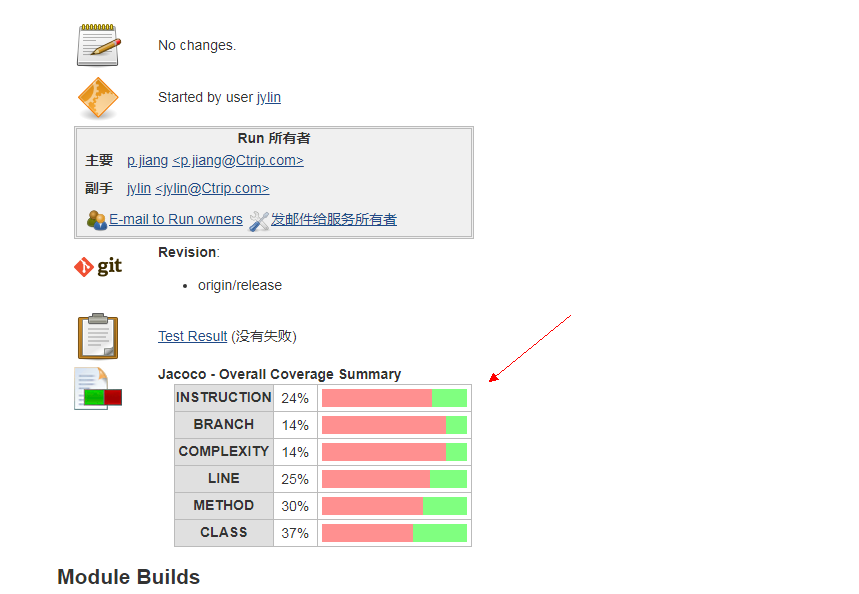 No changes.
Started by user jylin
Run 所有者
主要 p.jiang <p.jiang@Ctrip.com>
副手 jylin <jylin@Ctrip.com>
E-mail to Run owners 发邮件给服务所有者
git
Revision:
• origin/release
Test Result (没有失败)
Jacoco - Overall Coverage Summary
INSTRUCTION 24%
BRANCH 14%
COMPLEXITY 14%
LINE 25%
METHOD 30%
CLASS 37%
Module Builds